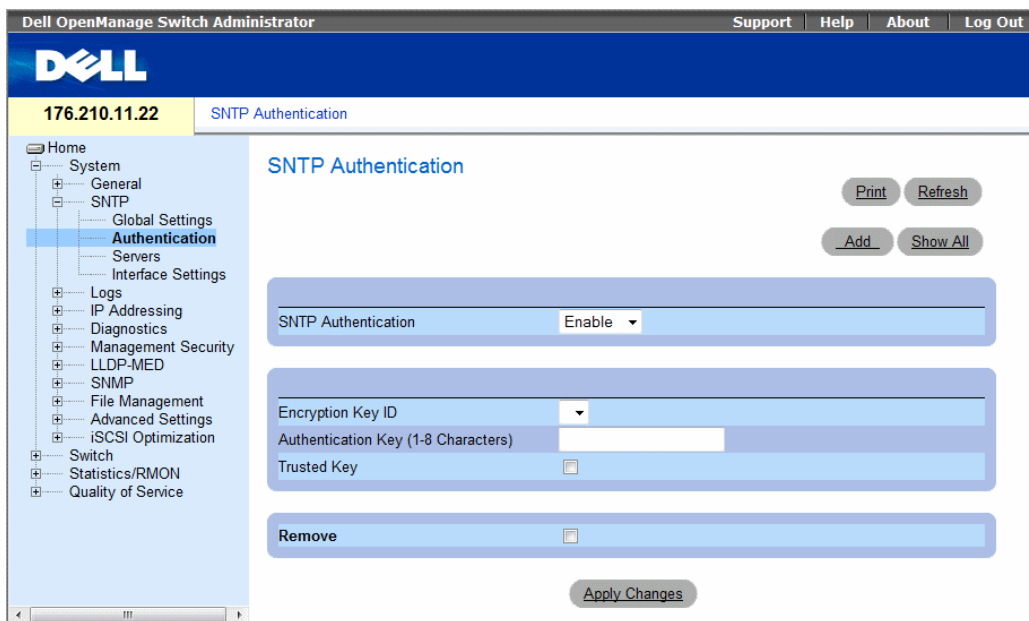 Dell OpenManage Switch Administrator
Support
Help
About
Log Out
DELL
176.210.11.22
SNTP Authentication
Home
System
General
SNTP
Global Settings
Authentication
Servers
Interface Settings
Logs
IP Addressing
Diagnostics
Management Security
LLDP-MED
SNMP
File Management
Advanced Settings
iSCSI Optimization
Switch
Statistics/RMON
Quality of Service
SNTP Authentication
Print
Refresh
Add
Show All
SNTP Authentication
Enable
Encryption Key ID
Authentication Key (1-8 Characters)
Trusted Key
Remove
Apply Changes